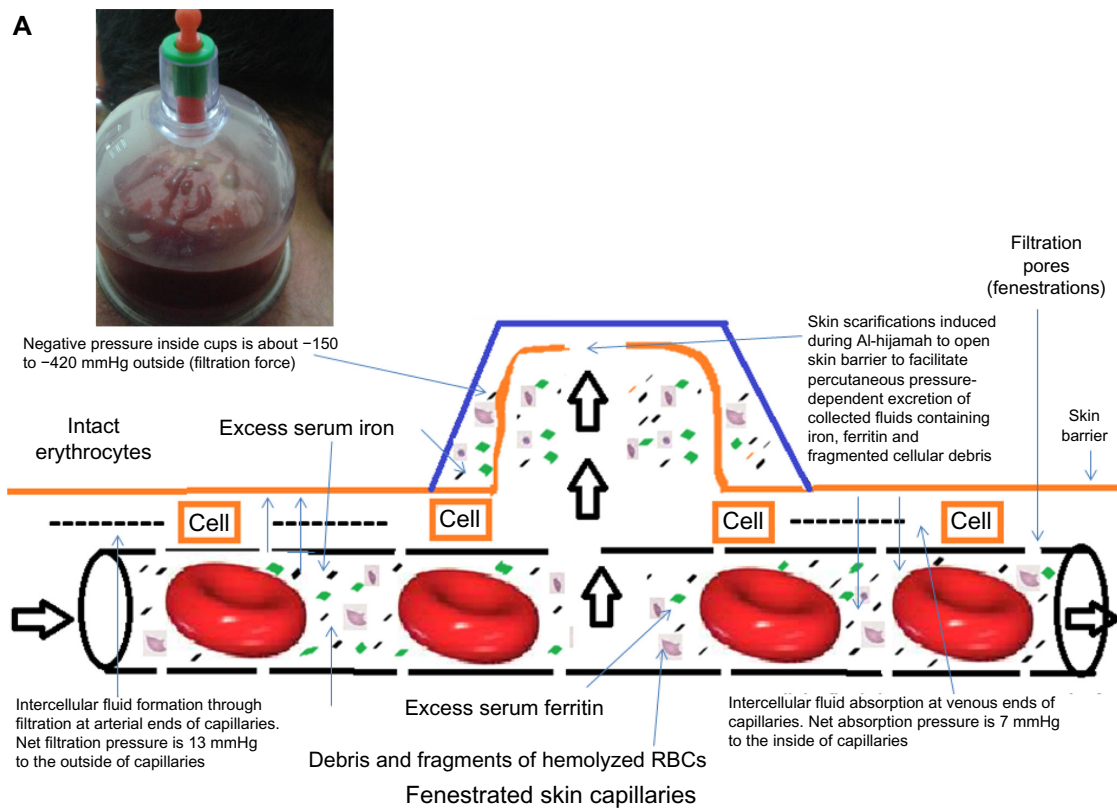 A
Negative pressure inside cups is about −150
to −420 mmHg outside (filtration force)
Filtration
pores
(fenestrations)
Skin scarifications induced
during Al-hijamah to open
skin barrier to facilitate
percutaneous pressure-
dependent excretion of
collected fluids containing
iron, ferritin and
fragmented cellular debris
Intact
erythrocytes
Excess serum iron
Skin
barrier
Cell
Cell
Cell
Cell
Intercellular fluid formation through
filtration at arterial ends of capillaries.
Net filtration pressure is 13 mmHg
to the outside of capillaries
Excess serum ferritin
Intercellular fluid absorption at venous ends of
capillaries. Net absorption pressure is 7 mmHg
to the inside of capillaries
Debris and fragments of hemolyzed RBCs
Fenestrated skin capillaries